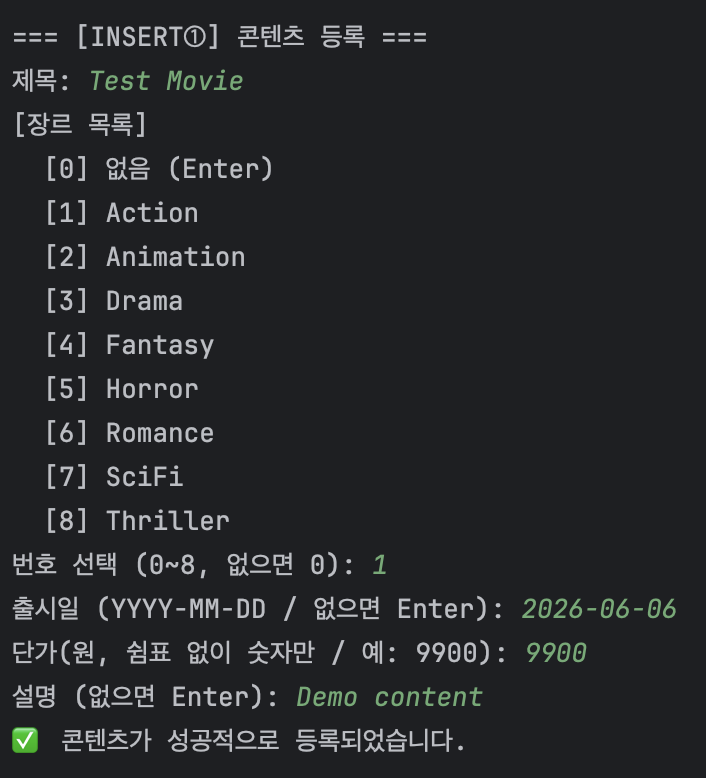 === [INSERT①] 콘텐츠 등록 ===
제목: Test Movie
[장르 목록]
  [0] 없음 (Enter)
  [1] Action
  [2] Animation
  [3] Drama
  [4] Fantasy
  [5] Horror
  [6] Romance
  [7] SciFi
  [8] Thriller
번호 선택 (0~8, 없으면 0): 1
출시일 (YYYY-MM-DD / 없으면 Enter): 2026-06-06
단가(원, 쉼표 없이 숫자만 / 예: 9900): 9900
설명 (없으면 Enter): Demo content
✅ 콘텐츠가 성공적으로 등록되었습니다.